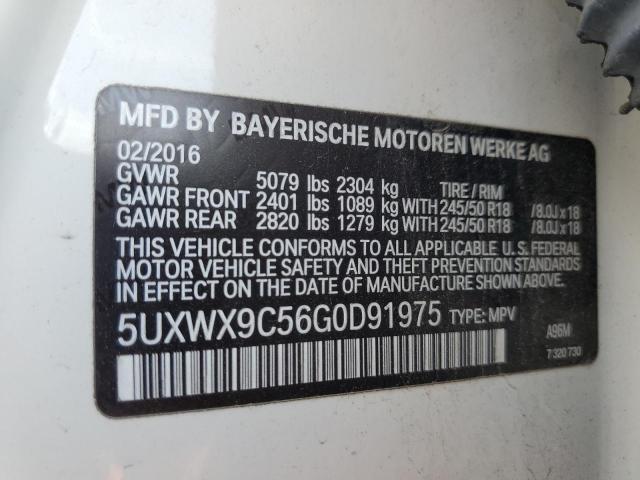 MFD BY BAYERISCHE MOTOREN WERKE AG
02/2016
GVWR 5079 lbs 2304 kg TIRE / RIM
GAWR FRONT 2401 lbs 1089 kg WITH 245/50 R18 /8.0J x 18
GAWR REAR 2820 lbs 1279 kg WITH 245/50 R18 /8.0J x 18
THIS VEHICLE CONFORMS TO ALL APPLICABLE U.S. FEDERAL
MOTOR VEHICLE SAFETY AND THEFT PREVENTION STANDARDS
IN EFFECT ON THE DATE OF MANUFACTURE SHOWN ABOVE.
5UXWX9C56G0D91975 TYPE: MPV A96M
7 320 730